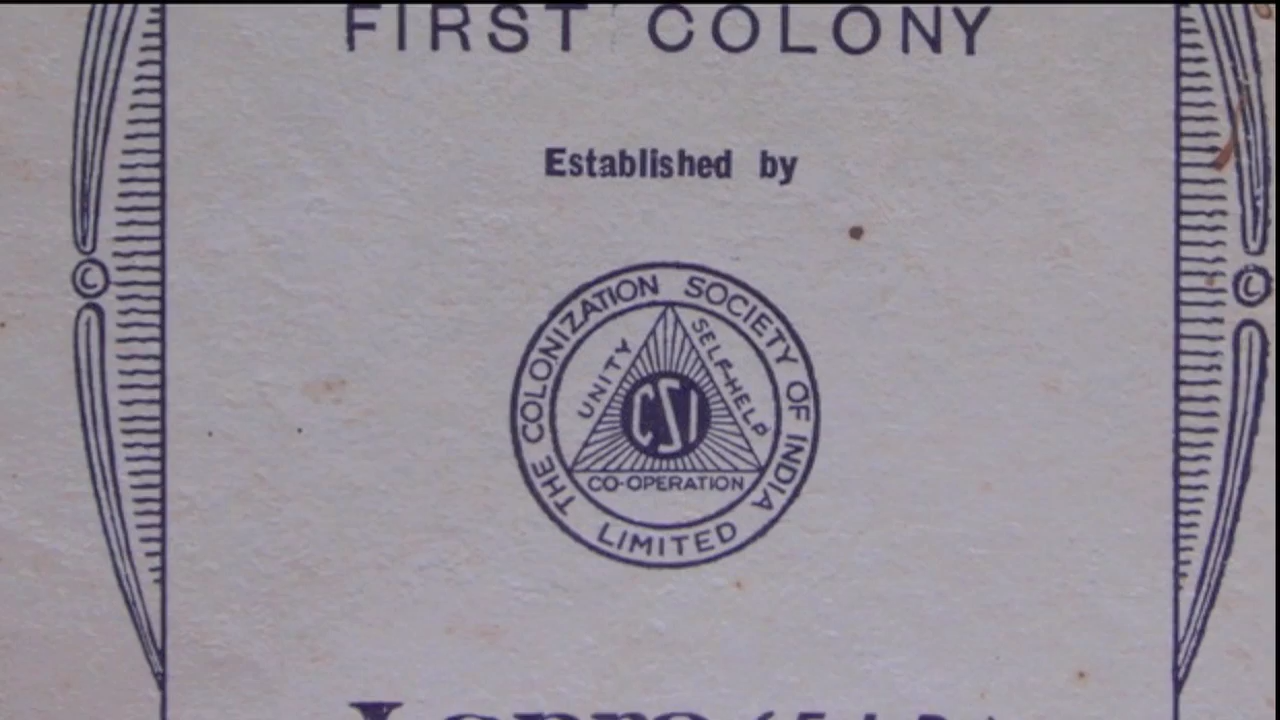 FIRST COLONY
Established by
THE COLONIZATION SOCIETY OF INDIA
LIMITED
UNITY
SELF-HELP
CSI
CO-OPERATION
C
C